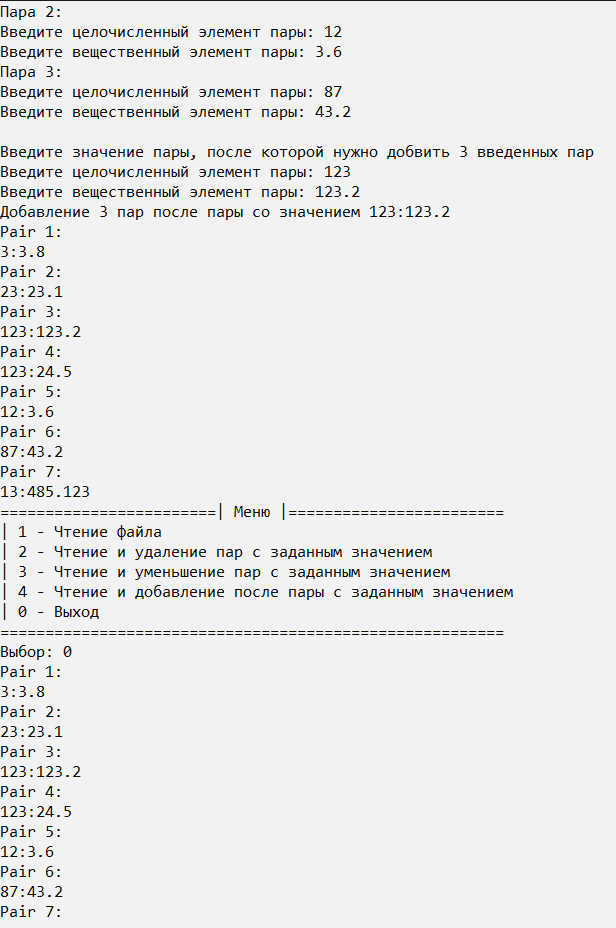 Пара 2:
Введите целочисленный элемент пары: 12
Введите вещественный элемент пары: 3.6
Пара 3:
Введите целочисленный элемент пары: 87
Введите вещественный элемент пары: 43.2
Введите значение пары, после которой нужно добвить 3 введенных пар
Введите целочисленный элемент пары: 123
Введите вещественный элемент пары: 123.2
Добавление 3 пар после пары со значением 123:123.2
Pair 1:
3:3.8
Pair 2:
23:23.1
Pair 3:
123:123.2
Pair 4:
123:24.5
Pair 5:
12:3.6
Pair 6:
87:43.2
Pair 7:
13:485.123
========================| Меню |========================
| 1 - Чтение файла
| 2 - Чтение и удаление пар с заданным значением
| 3 - Чтение и уменьшение пар с заданным значением
| 4 - Чтение и добавление после пары с заданным значением
| 0 - Выход
========================================================
Выбор: 0
Pair 1:
3:3.8
Pair 2:
23:23.1
Pair 3:
123:123.2
Pair 4:
123:24.5
Pair 5:
12:3.6
Pair 6:
87:43.2
Pair 7: